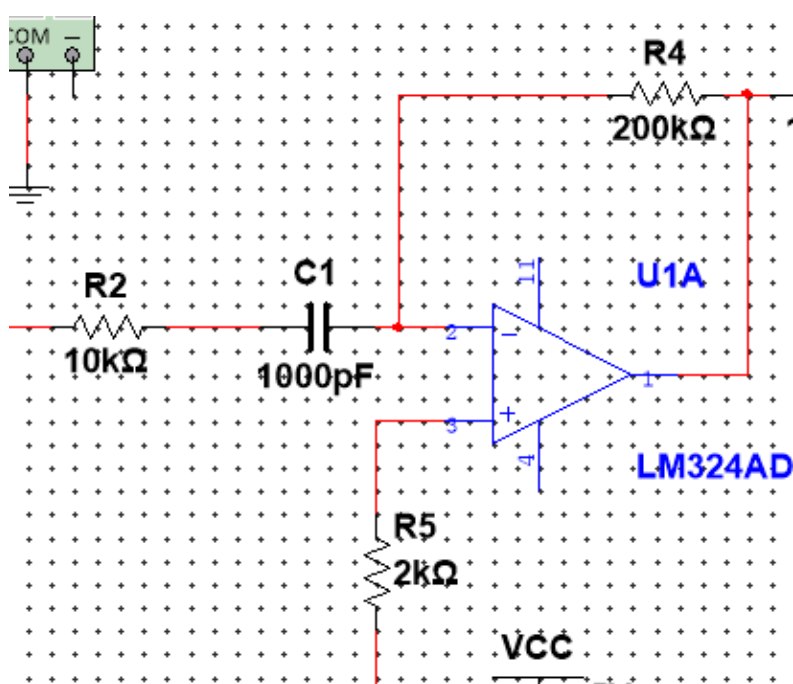 COM −
R4
200kΩ
R2
10kΩ
C1
1000pF
11
U1A
2
−
1
3
+
4
LM324AD
R5
2kΩ
VCC